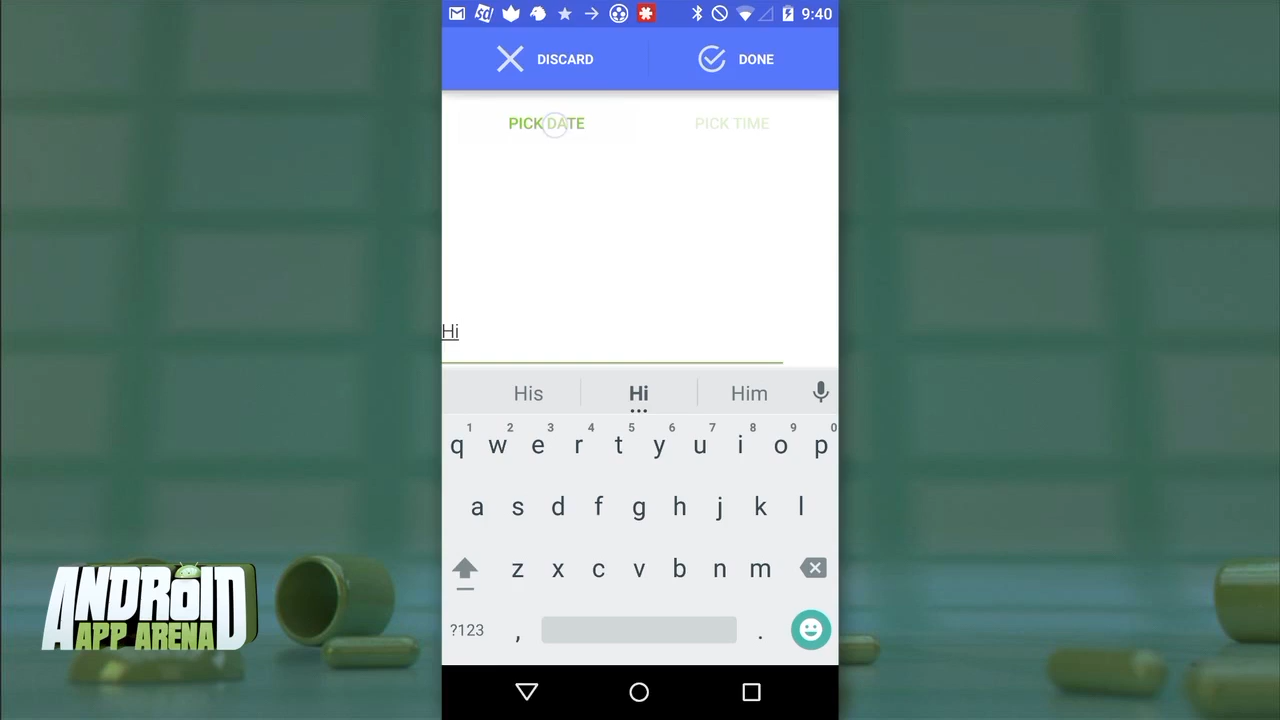 9:40
DISCARD
DONE
PICK DATE
PICK TIME
Hi
His
Hi
Him
1 2 3 4 5 6 7 8 9 0
q w e r t y u i o p
a s d f g h j k l
z x c v b n m
?123 , .
ANDROID
APP ARENA